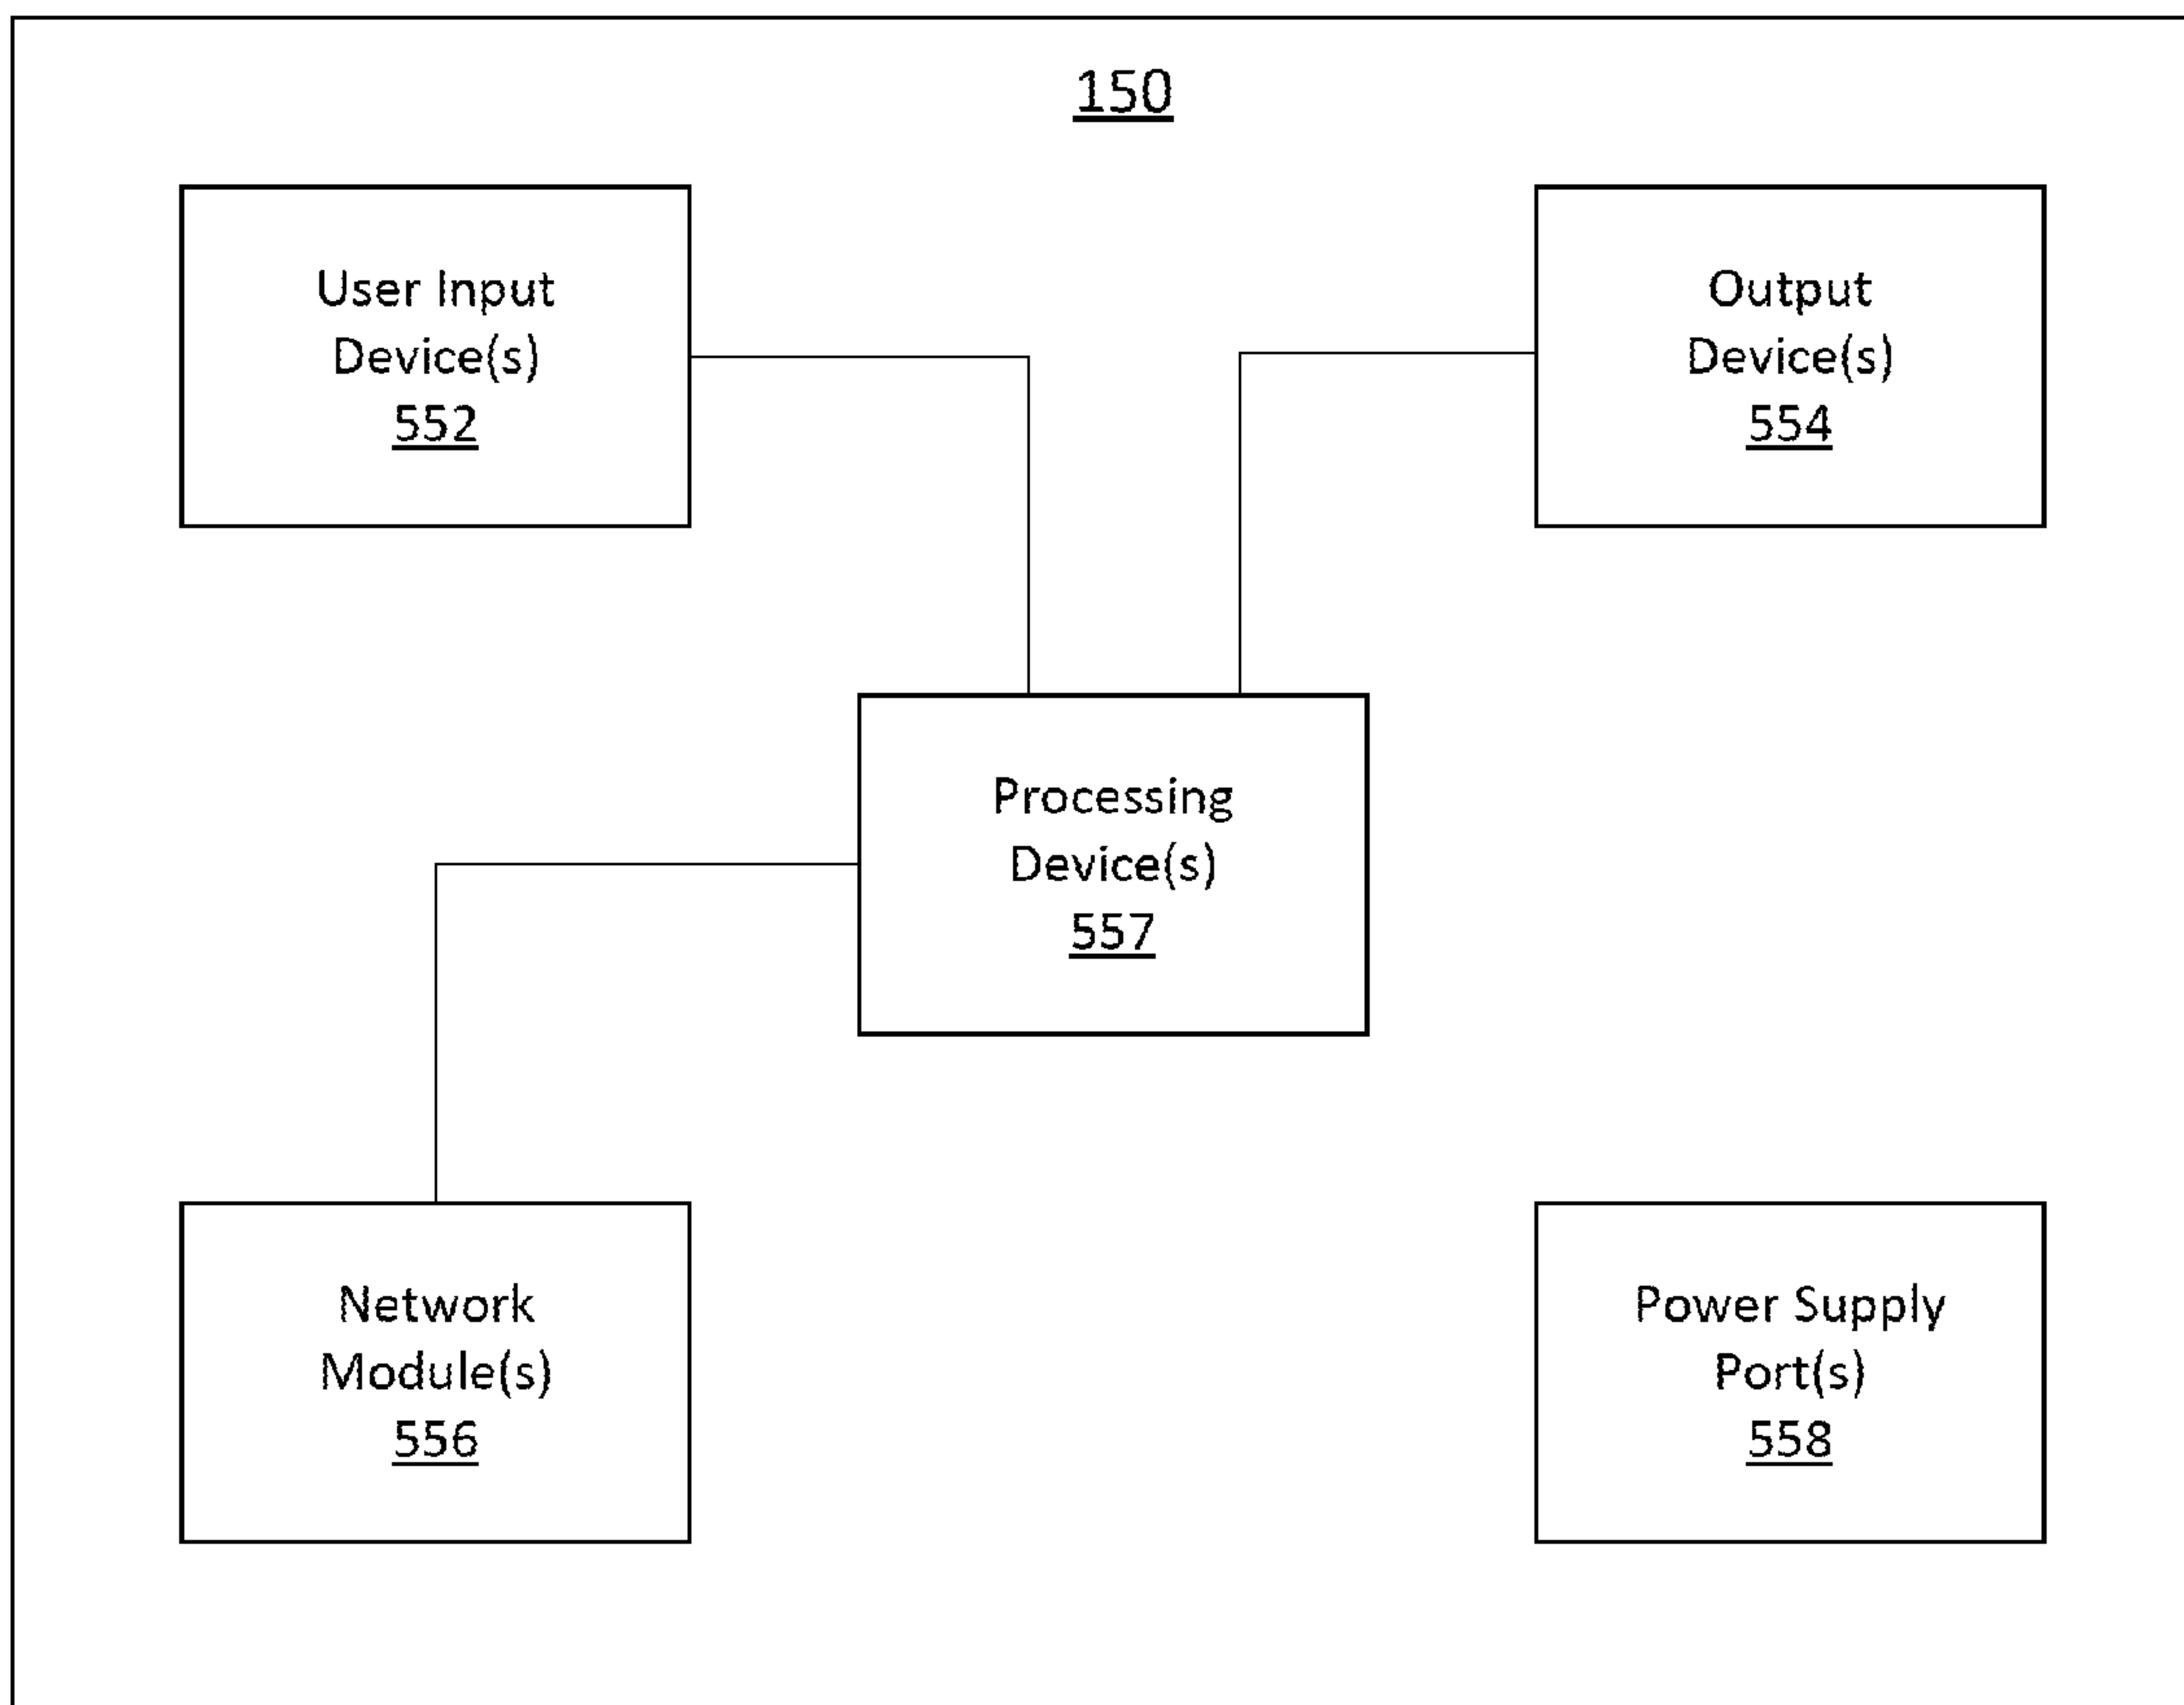 150
User Input
Device(s)
552
Output
Device(s)
554
Processing
Device(s)
557
Network
Module(s)
556
Power Supply
Port(s)
558